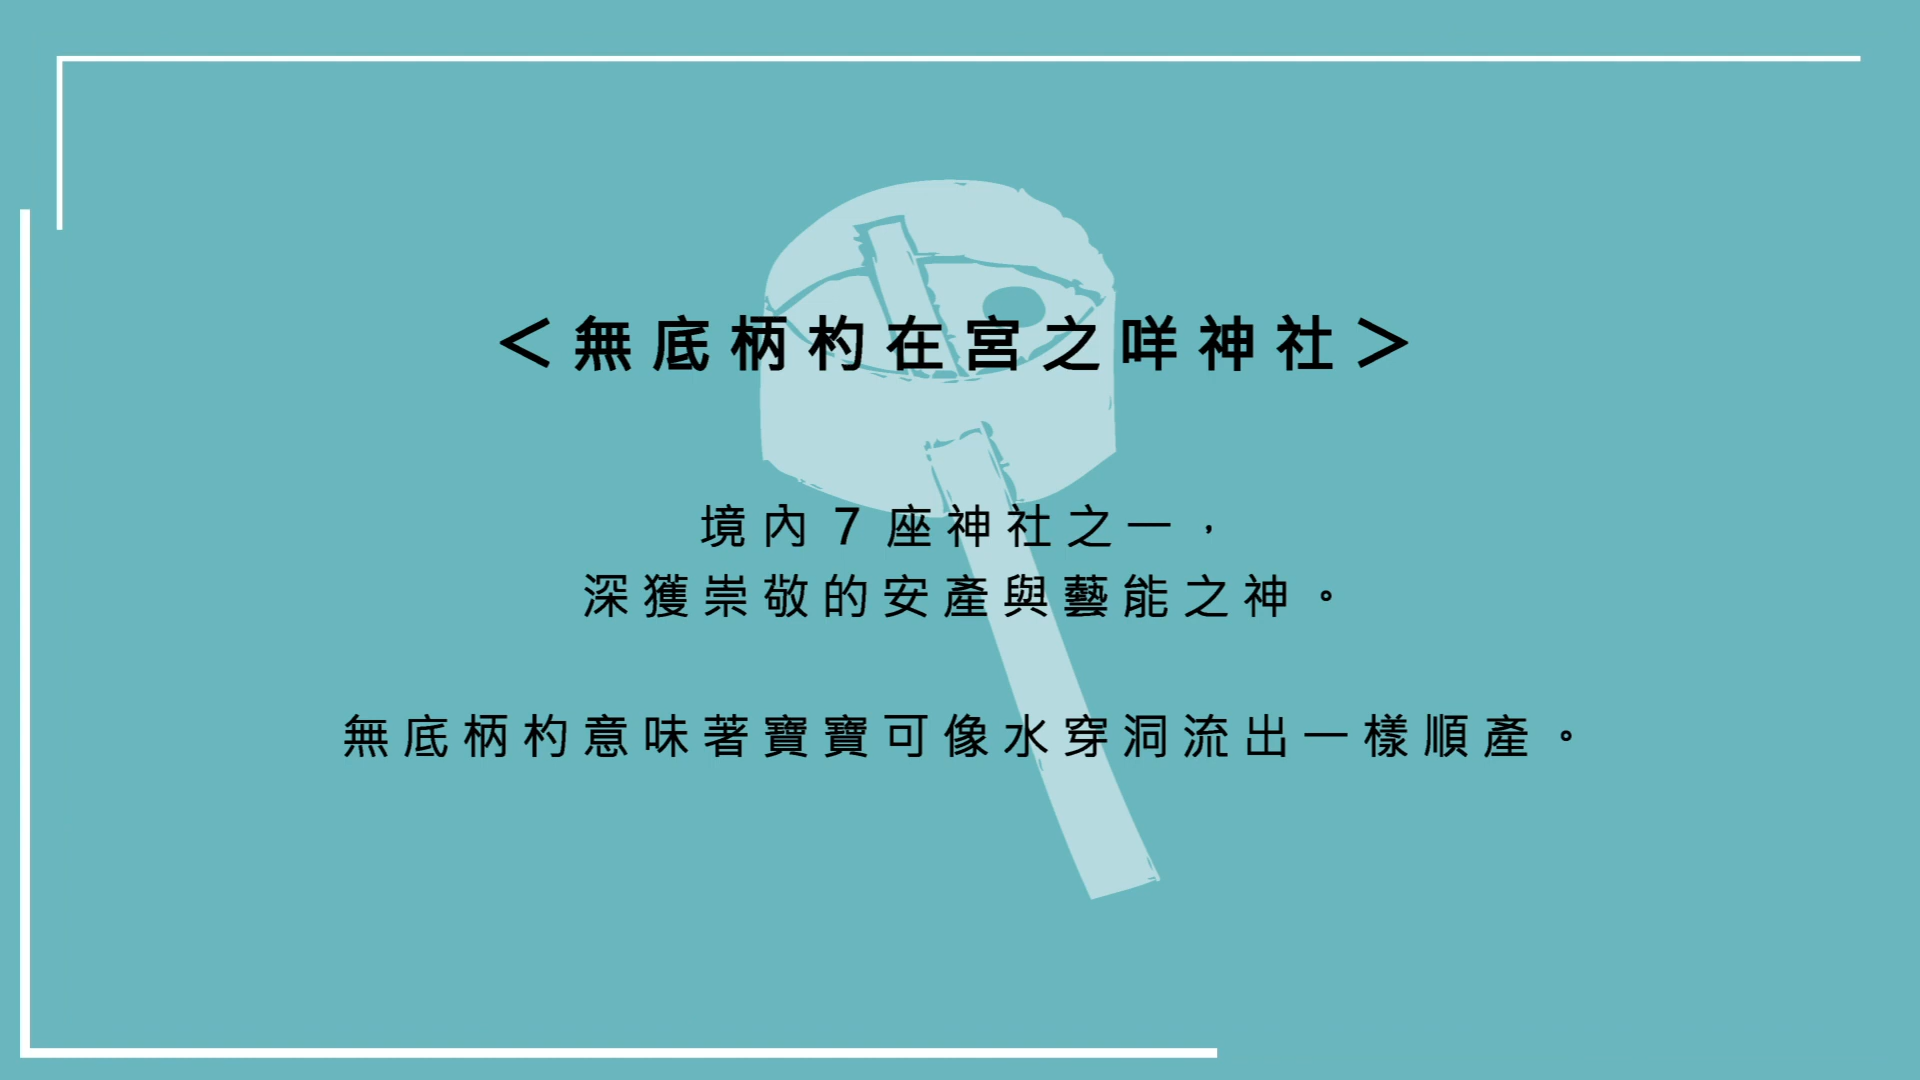 ＜無底柄杓在宮之咩神社＞
境內7座神社之一，
深獲崇敬的安產與藝能之神。
無底柄杓意味著寶寶可像水穿洞流出一樣順產。